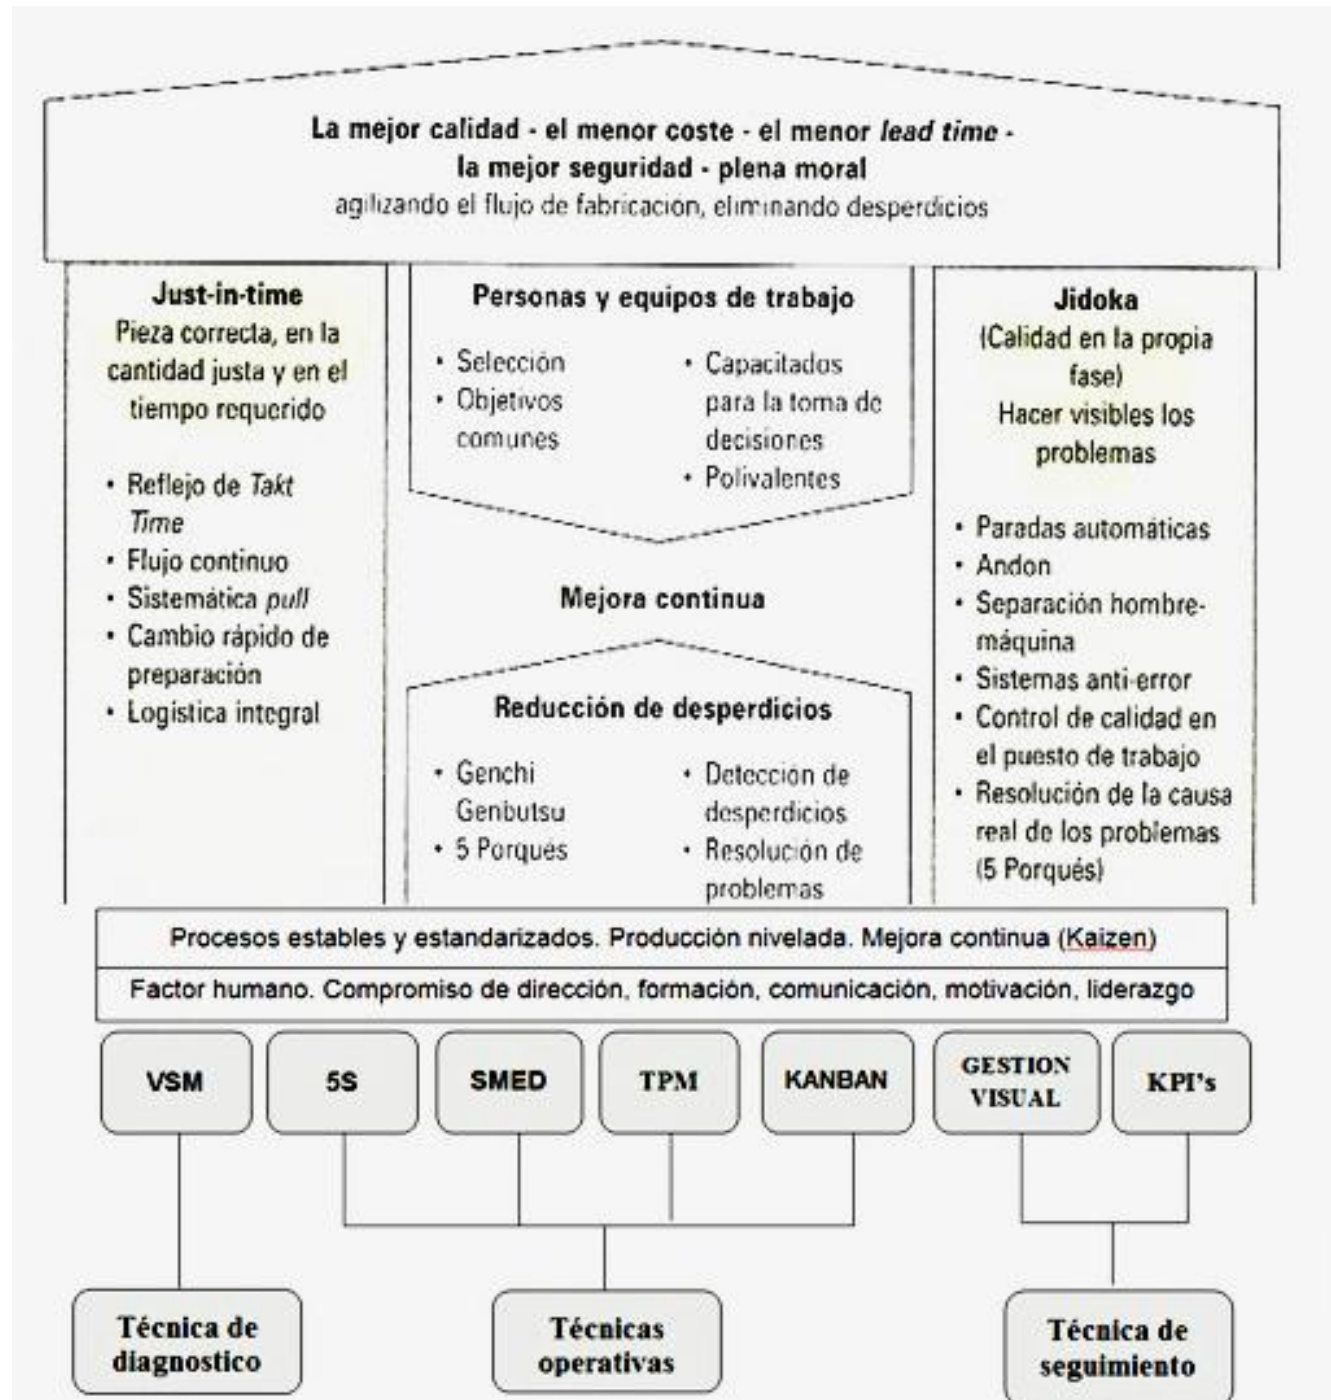 La mejor calidad - el menor coste - el menor lead time -
la mejor seguridad - plena moral
agilizando el flujo de fabricación, eliminando desperdicios
Just-in-time
Pieza correcta, en la
cantidad justa y en el
tiempo requerido
• Reflejo de Takt
Time
• Flujo continuo
• Sistemática pull
• Cambio rápido de
preparación
• Logística integral
Personas y equipos de trabajo
• Selección
• Objetivos
comunes
• Capacitados
para la toma de
decisiones
• Polivalentes
Mejora continua
Reducción de desperdicios
• Genchi
Genbutsu
• 5 Porqués
• Detección de
desperdicios
• Resolución de
problemas
Jidoka
(Calidad en la propia
fase)
Hacer visibles los
problemas
• Paradas automáticas
• Andon
• Separación hombre-
máquina
• Sistemas anti-error
• Control de calidad en
el puesto de trabajo
• Resolución de la causa
real de los problemas
(5 Porqués)
Procesos estables y estandarizados. Producción nivelada. Mejora continua (Kaizen)
Factor humano. Compromiso de dirección, formación, comunicación, motivación, liderazgo
VSM
5S
SMED
TPM
KANBAN
GESTION
VISUAL
KPI's
Técnica de
diagnostico
Técnicas
operativas
Técnica de
seguimiento